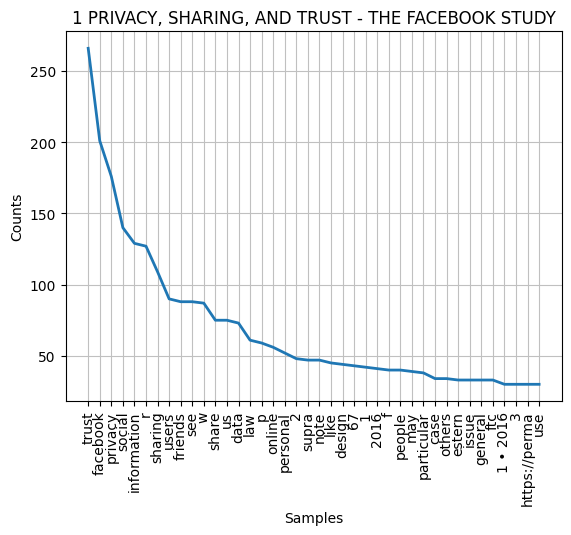 1 PRIVACY, SHARING, AND TRUST - THE FACEBOOK STUDY
Counts
250
200
150
100
50
trust
facebook
privacy
social
information
r
sharing
users
friends
see
w
share
us
data
law
p
online
personal
2
supra
note
like
design
67
1
2016
f
people
may
particular
case
others
estern
issue
general
ftc
1 • 2016
3
https://perma
use
Samples